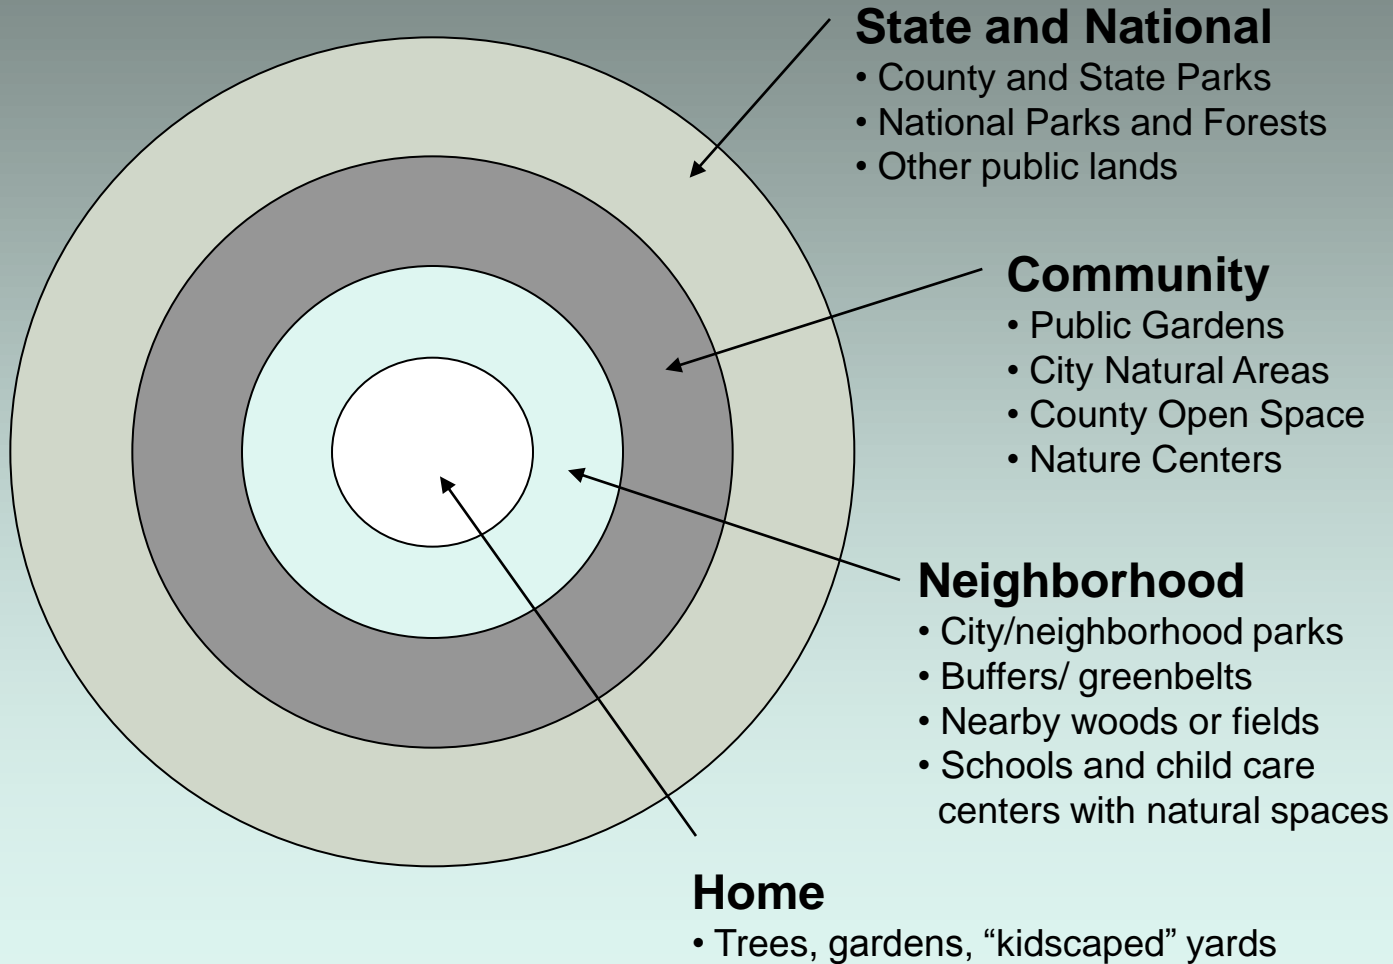 State and National
• County and State Parks
• National Parks and Forests
• Other public lands
Community
• Public Gardens
• City Natural Areas
• County Open Space
• Nature Centers
Neighborhood
• City/neighborhood parks
• Buffers/ greenbelts
• Nearby woods or fields
• Schools and child care
centers with natural spaces
Home
• Trees, gardens, “kidscaped” yards